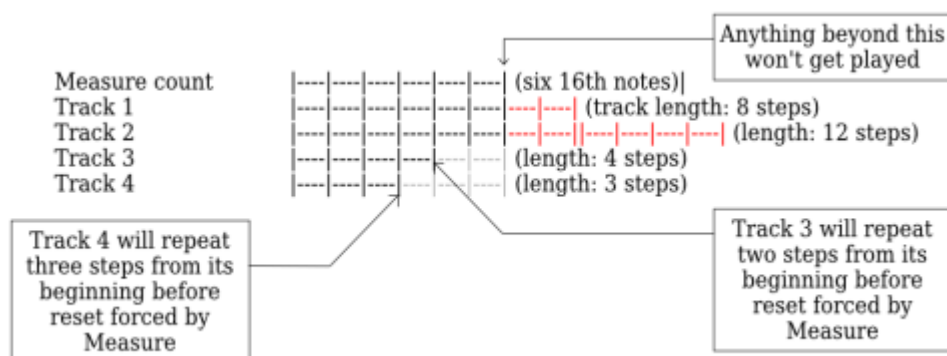 Anything beyond this
won't get played
Measure count |----|----|----|----|----|----| (six 16th notes)|
Track 1 |----|----|----|----|----|----|----|----| (track length: 8 steps)
Track 2 |----|----|----|----|----|----|----|----||----|----|----|----| (length: 12 steps)
Track 3 |----|----|----|----|----|----| (length: 4 steps)
Track 4 |----|----|----|----|----|----| (length: 3 steps)
Track 4 will repeat
three steps from its
beginning before
reset forced by
Measure
Track 3 will repeat
two steps from its
beginning before
reset forced by
Measure